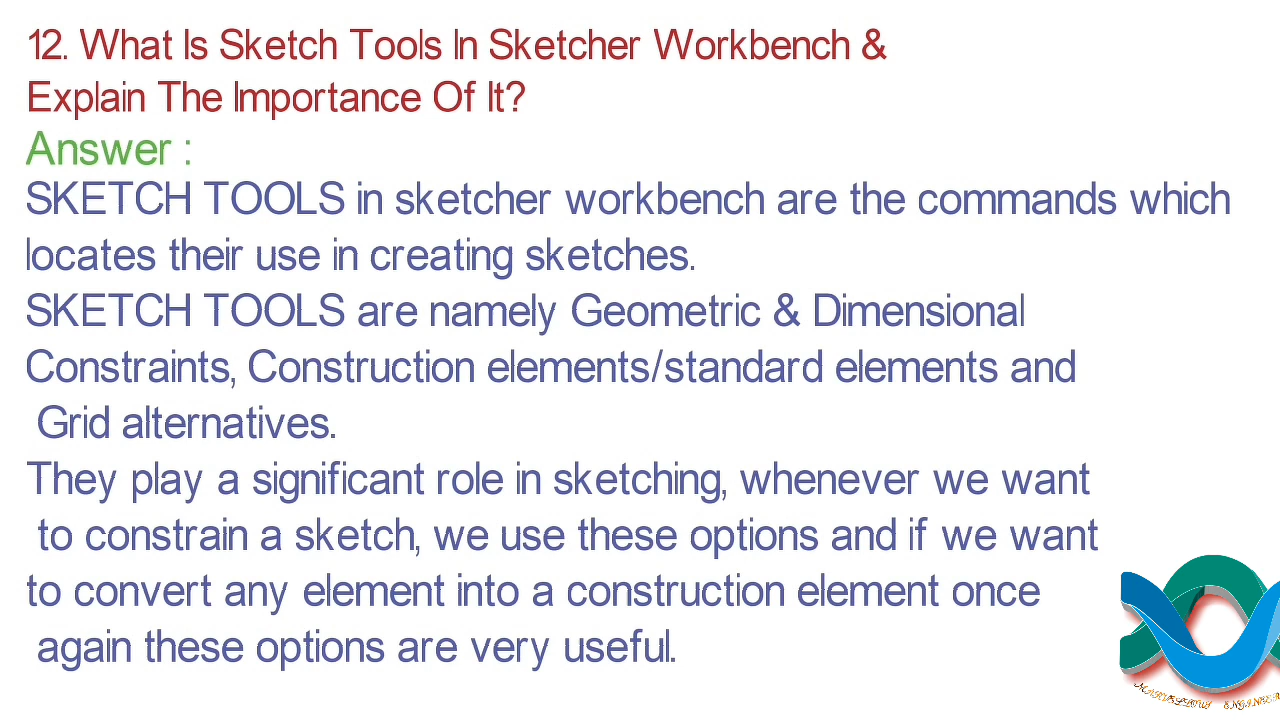 12. What Is Sketch Tools In Sketcher Workbench &
Explain The Importance Of It?
Answer :
SKETCH TOOLS in sketcher workbench are the commands which
locates their use in creating sketches.
SKETCH TOOLS are namely Geometric & Dimensional
Constraints, Construction elements/standard elements and
Grid alternatives.
They play a significant role in sketching, whenever we want
to constrain a sketch, we use these options and if we want
to convert any element into a construction element once
again these options are very useful.